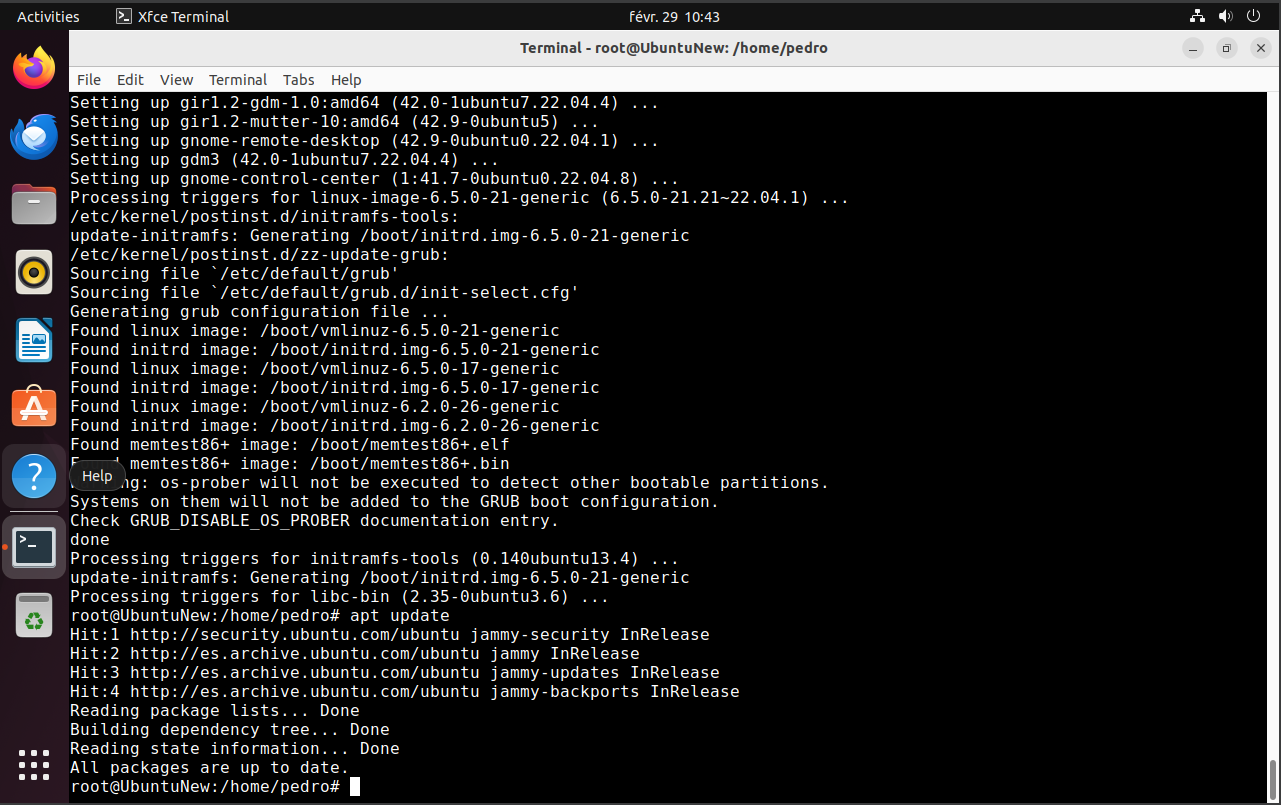 Activities
Xfce Terminal
févr. 29 10:43
Terminal - root@UbuntuNew: /home/pedro
File Edit View Terminal Tabs Help
Setting up gir1.2-gdm-1.0:amd64 (42.0-1ubuntu7.22.04.4) ...
Setting up gir1.2-mutter-10:amd64 (42.9-0ubuntu5) ...
Setting up gnome-remote-desktop (42.9-0ubuntu0.22.04.1) ...
Setting up gdm3 (42.0-1ubuntu7.22.04.4) ...
Setting up gnome-control-center (1:41.7-0ubuntu0.22.04.8) ...
Processing triggers for linux-image-6.5.0-21-generic (6.5.0-21.21~22.04.1) ...
/etc/kernel/postinst.d/initramfs-tools:
update-initramfs: Generating /boot/initrd.img-6.5.0-21-generic
/etc/kernel/postinst.d/zz-update-grub:
Sourcing file `/etc/default/grub'
Sourcing file `/etc/default/grub.d/init-select.cfg'
Generating grub configuration file ...
Found linux image: /boot/vmlinuz-6.5.0-21-generic
Found initrd image: /boot/initrd.img-6.5.0-21-generic
Found linux image: /boot/vmlinuz-6.5.0-17-generic
Found initrd image: /boot/initrd.img-6.5.0-17-generic
Found linux image: /boot/vmlinuz-6.2.0-26-generic
Found initrd image: /boot/initrd.img-6.2.0-26-generic
Found memtest86+ image: /boot/memtest86+.elf
memtest86+ image: /boot/memtest86+.bin
Help
os-prober will not be executed to detect other bootable partitions.
Systems on them will not be added to the GRUB boot configuration.
Check GRUB_DISABLE_OS_PROBER documentation entry.
done
Processing triggers for initramfs-tools (0.140ubuntu13.4) ...
update-initramfs: Generating /boot/initrd.img-6.5.0-21-generic
Processing triggers for libc-bin (2.35-0ubuntu3.6) ...
root@UbuntuNew:/home/pedro# apt update
Hit:1 http://security.ubuntu.com/ubuntu jammy-security InRelease
Hit:2 http://es.archive.ubuntu.com/ubuntu jammy InRelease
Hit:3 http://es.archive.ubuntu.com/ubuntu jammy-updates InRelease
Hit:4 http://es.archive.ubuntu.com/ubuntu jammy-backports InRelease
Reading package lists... Done
Building dependency tree... Done
Reading state information... Done
All packages are up to date.
root@UbuntuNew:/home/pedro#